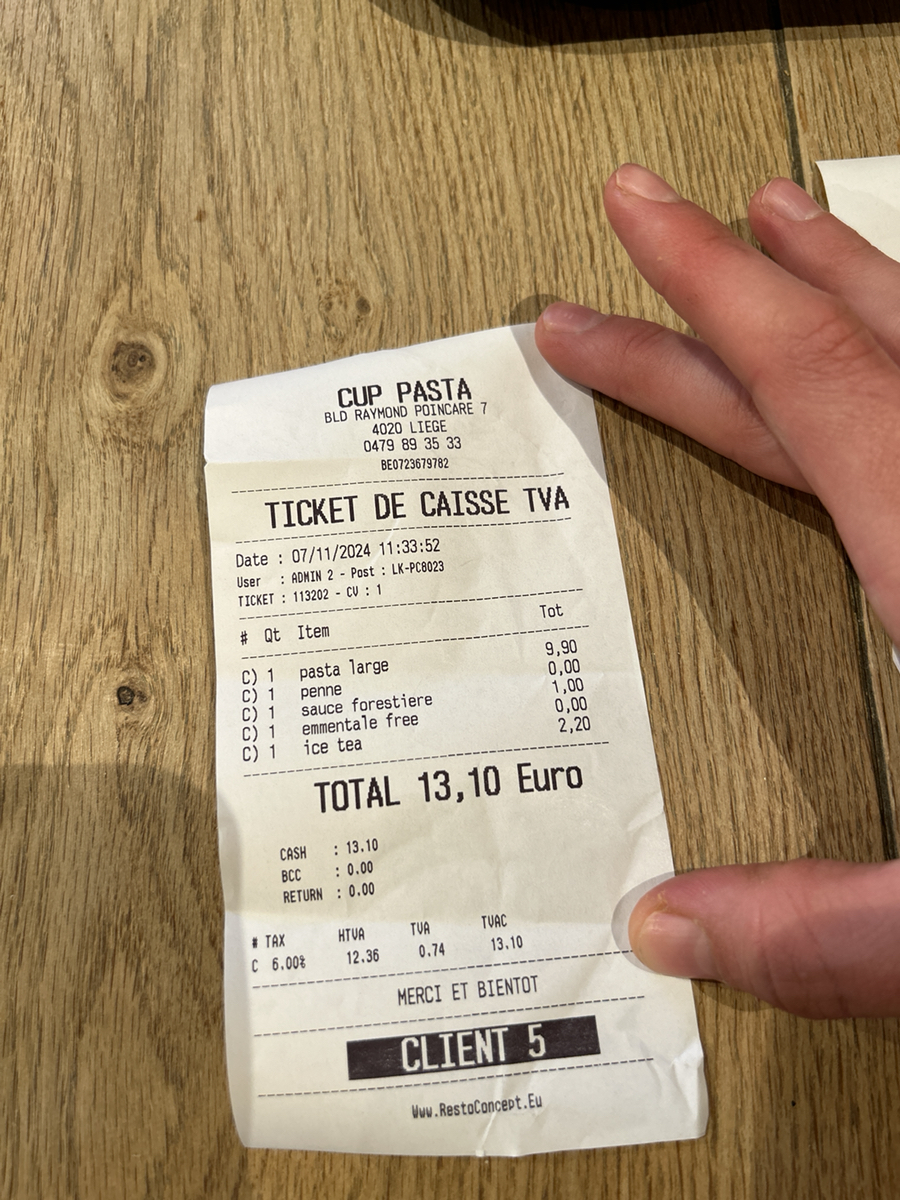 CUP PASTA
BLD RAYMOND POINCARE 7
4020 LIEGE
0479 89 35 33
BE0723679782
TICKET DE CAISSE TVA
Date : 07/11/2024 11:33:52
User : ADMIN 2 - Post : LK-PC8023
TICKET : 113202 - CV : 1
# Qt Item Tot
C) 1 pasta large 9,90
C) 1 penne 0,00
C) 1 sauce forestiere 1,00
C) 1 emmentale free 0,00
C) 1 ice tea 2,20
TOTAL 13,10 Euro
CASH : 13.10
BCC : 0.00
RETURN : 0.00
# TAX HTVA TVA TVAC
C 6.00% 12.36 0.74 13.10
MERCI ET BIENTOT
CLIENT 5
Www.RestoConcept.Eu